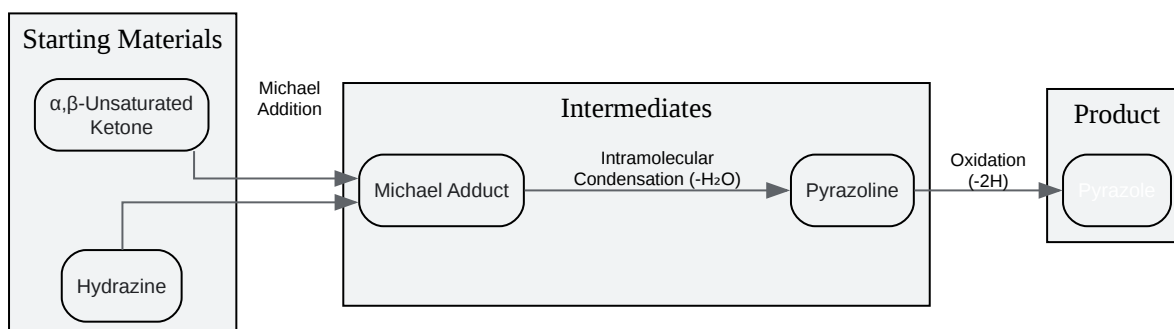 Starting Materials
α,β-Unsaturated
Ketone
Hydrazine
Michael
Addition
Intermediates
Michael Adduct
Intramolecular
Condensation (-H₂O)
Pyrazoline
Oxidation
(-2H)
Product
Pyrazole